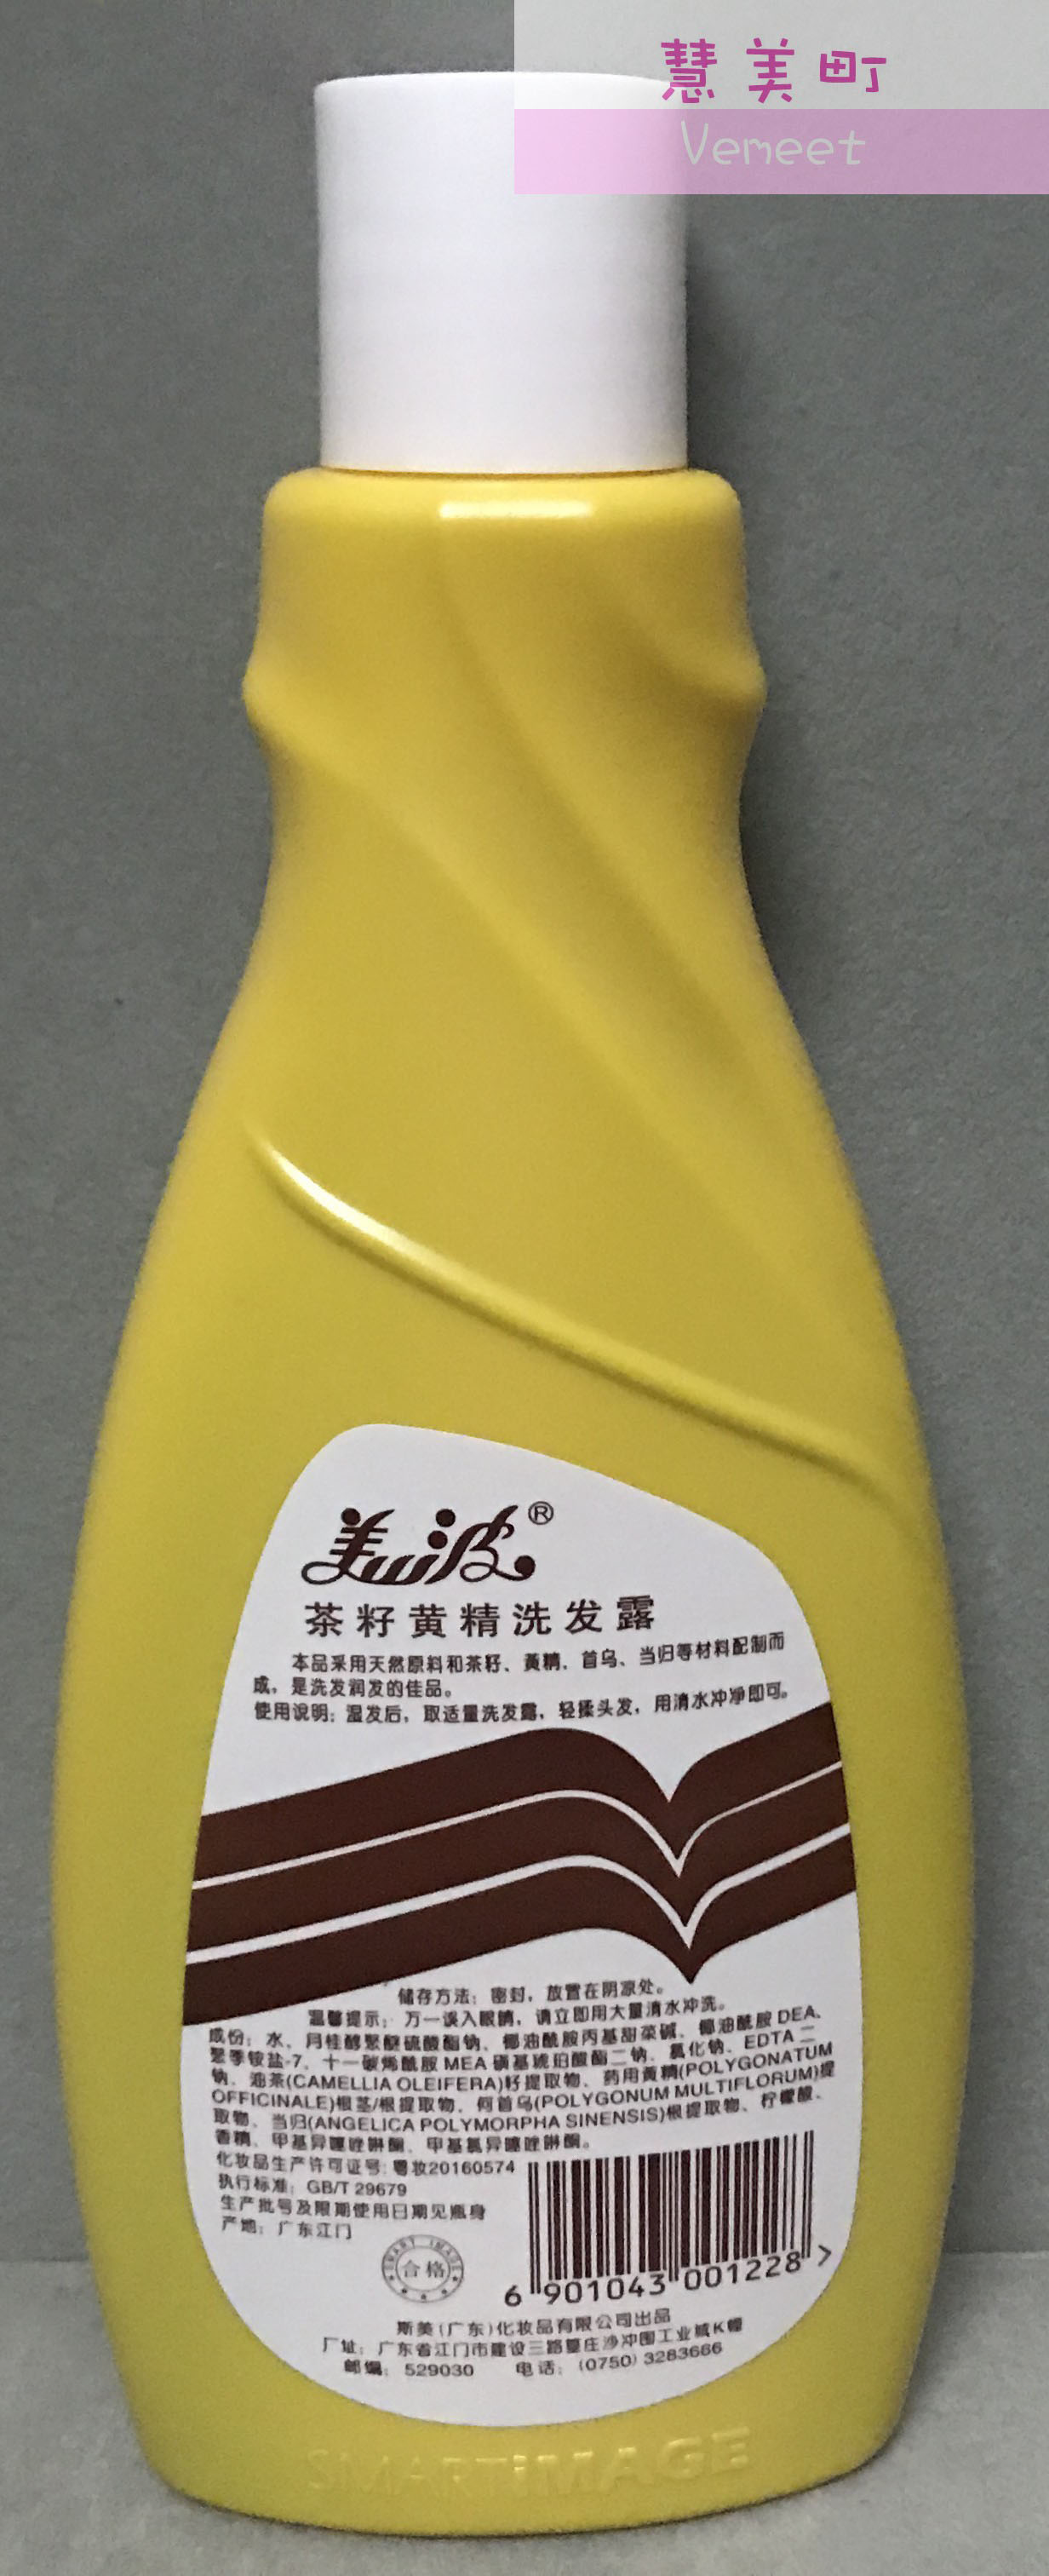 慧美町
Vemeet
美波®
茶籽黄精洗发露
本品采用天然原料和茶籽、黄精、首乌、当归等材料配制而
成，是洗发润发的佳品。
使用说明：湿发后，取适量洗发露，轻揉头发，用清水冲净即可。
储存方法：密封，放置在阴凉处。
温馨提示：万一误入眼睛，请立即用大量清水冲洗。
成份：水、月桂醇聚醚硫酸酯钠、椰油酰胺丙基甜菜碱、椰油酰胺 DEA、
聚季铵盐-7、十一碳烯酰胺 MEA 磺基琥珀酸酯二钠、氯化钠、EDTA 二
钠、油茶(CAMELLIA OLEIFERA)籽提取物、药用黄精(POLYGONATUM
OFFICINALE)根茎/根提取物、何首乌(POLYGONUM MULTIFLORUM)提
取物、当归(ANGELICA POLYMORPHA SINENSIS)根提取物、柠檬酸、
香精、甲基异噻唑啉酮、甲基氯异噻唑啉酮。
化妆品生产许可证号：粤妆20160574
执行标准：GB/T 29679
生产批号及限期使用日期见瓶身
产地：广东江门
SMART IMAGE
合格
6 901043 001228 >
斯美(广东)化妆品有限公司出品
厂址：广东省江门市建设三路篁庄沙冲围工业城K幢
邮编：529030 电话：(0750) 3283666
SMARTiMAGE